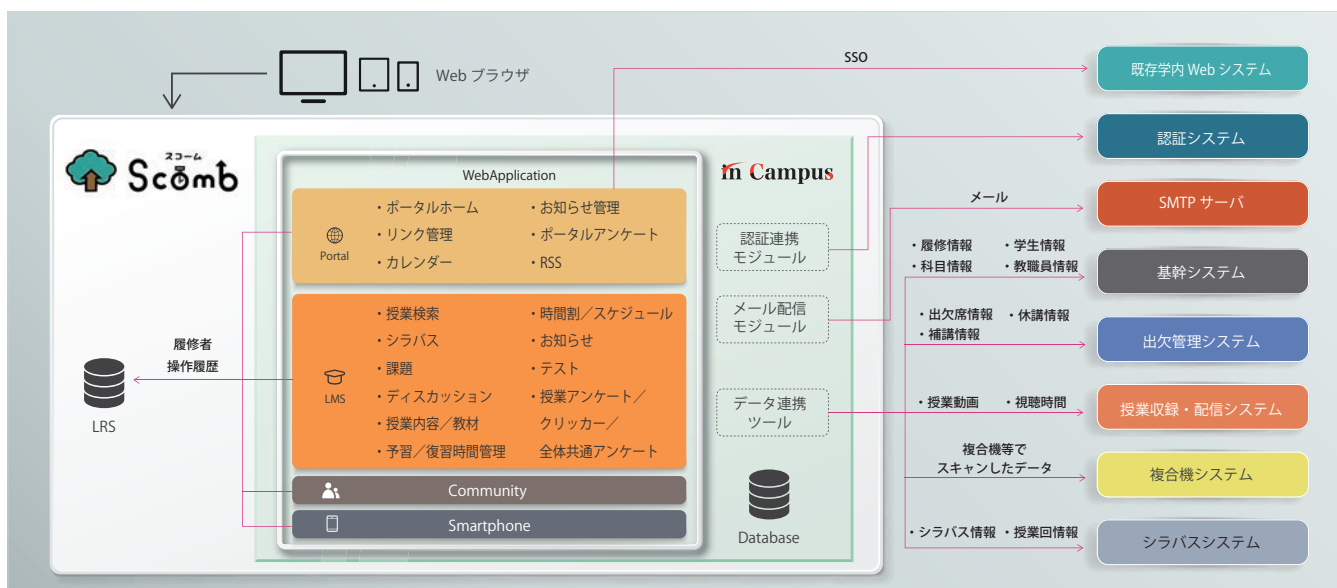 Web ブラウザ
SSO
既存学内 Web システム
認証システム
メール
SMTP サーバ
・履修情報 ・学生情報
・科目情報 ・教職員情報
基幹システム
・出欠席情報 ・休講情報
・補講情報
出欠管理システム
・授業動画 ・視聴時間
授業収録・配信システム
複合機等で
スキャンしたデータ
複合機システム
・シラバス情報 ・授業回情報
シラバスシステム
スコーム
Scomb
in Campus
WebApplication
Portal
・ポータルホーム
・リンク管理
・カレンダー
・お知らせ管理
・ポータルアンケート
・RSS
LMS
・授業検索
・シラバス
・課題
・ディスカッション
・授業内容／教材
・予習／復習時間管理
・時間割／スケジュール
・お知らせ
・テスト
・授業アンケート／
クリッカー／
全体共通アンケート
Community
Smartphone
認証連携
モジュール
メール配信
モジュール
データ連携
ツール
Database
履修者
操作履歴
LRS